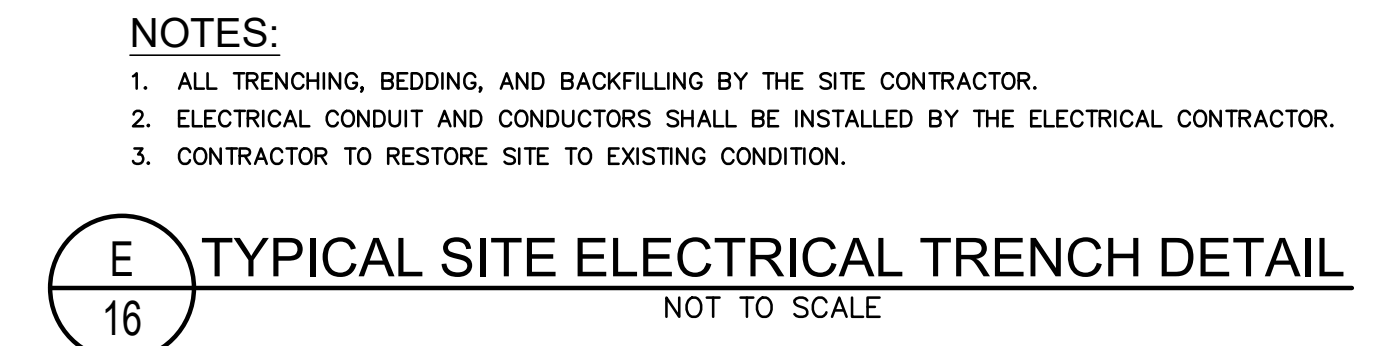 NOTES:
1. ALL TRENCHING, BEDDING, AND BACKFILLING BY THE SITE CONTRACTOR.
2. ELECTRICAL CONDUIT AND CONDUCTORS SHALL BE INSTALLED BY THE ELECTRICAL CONTRACTOR.
3. CONTRACTOR TO RESTORE SITE TO EXISTING CONDITION.
E
TYPICAL SITE ELECTRICAL TRENCH DETAIL
16
NOT TO SCALE